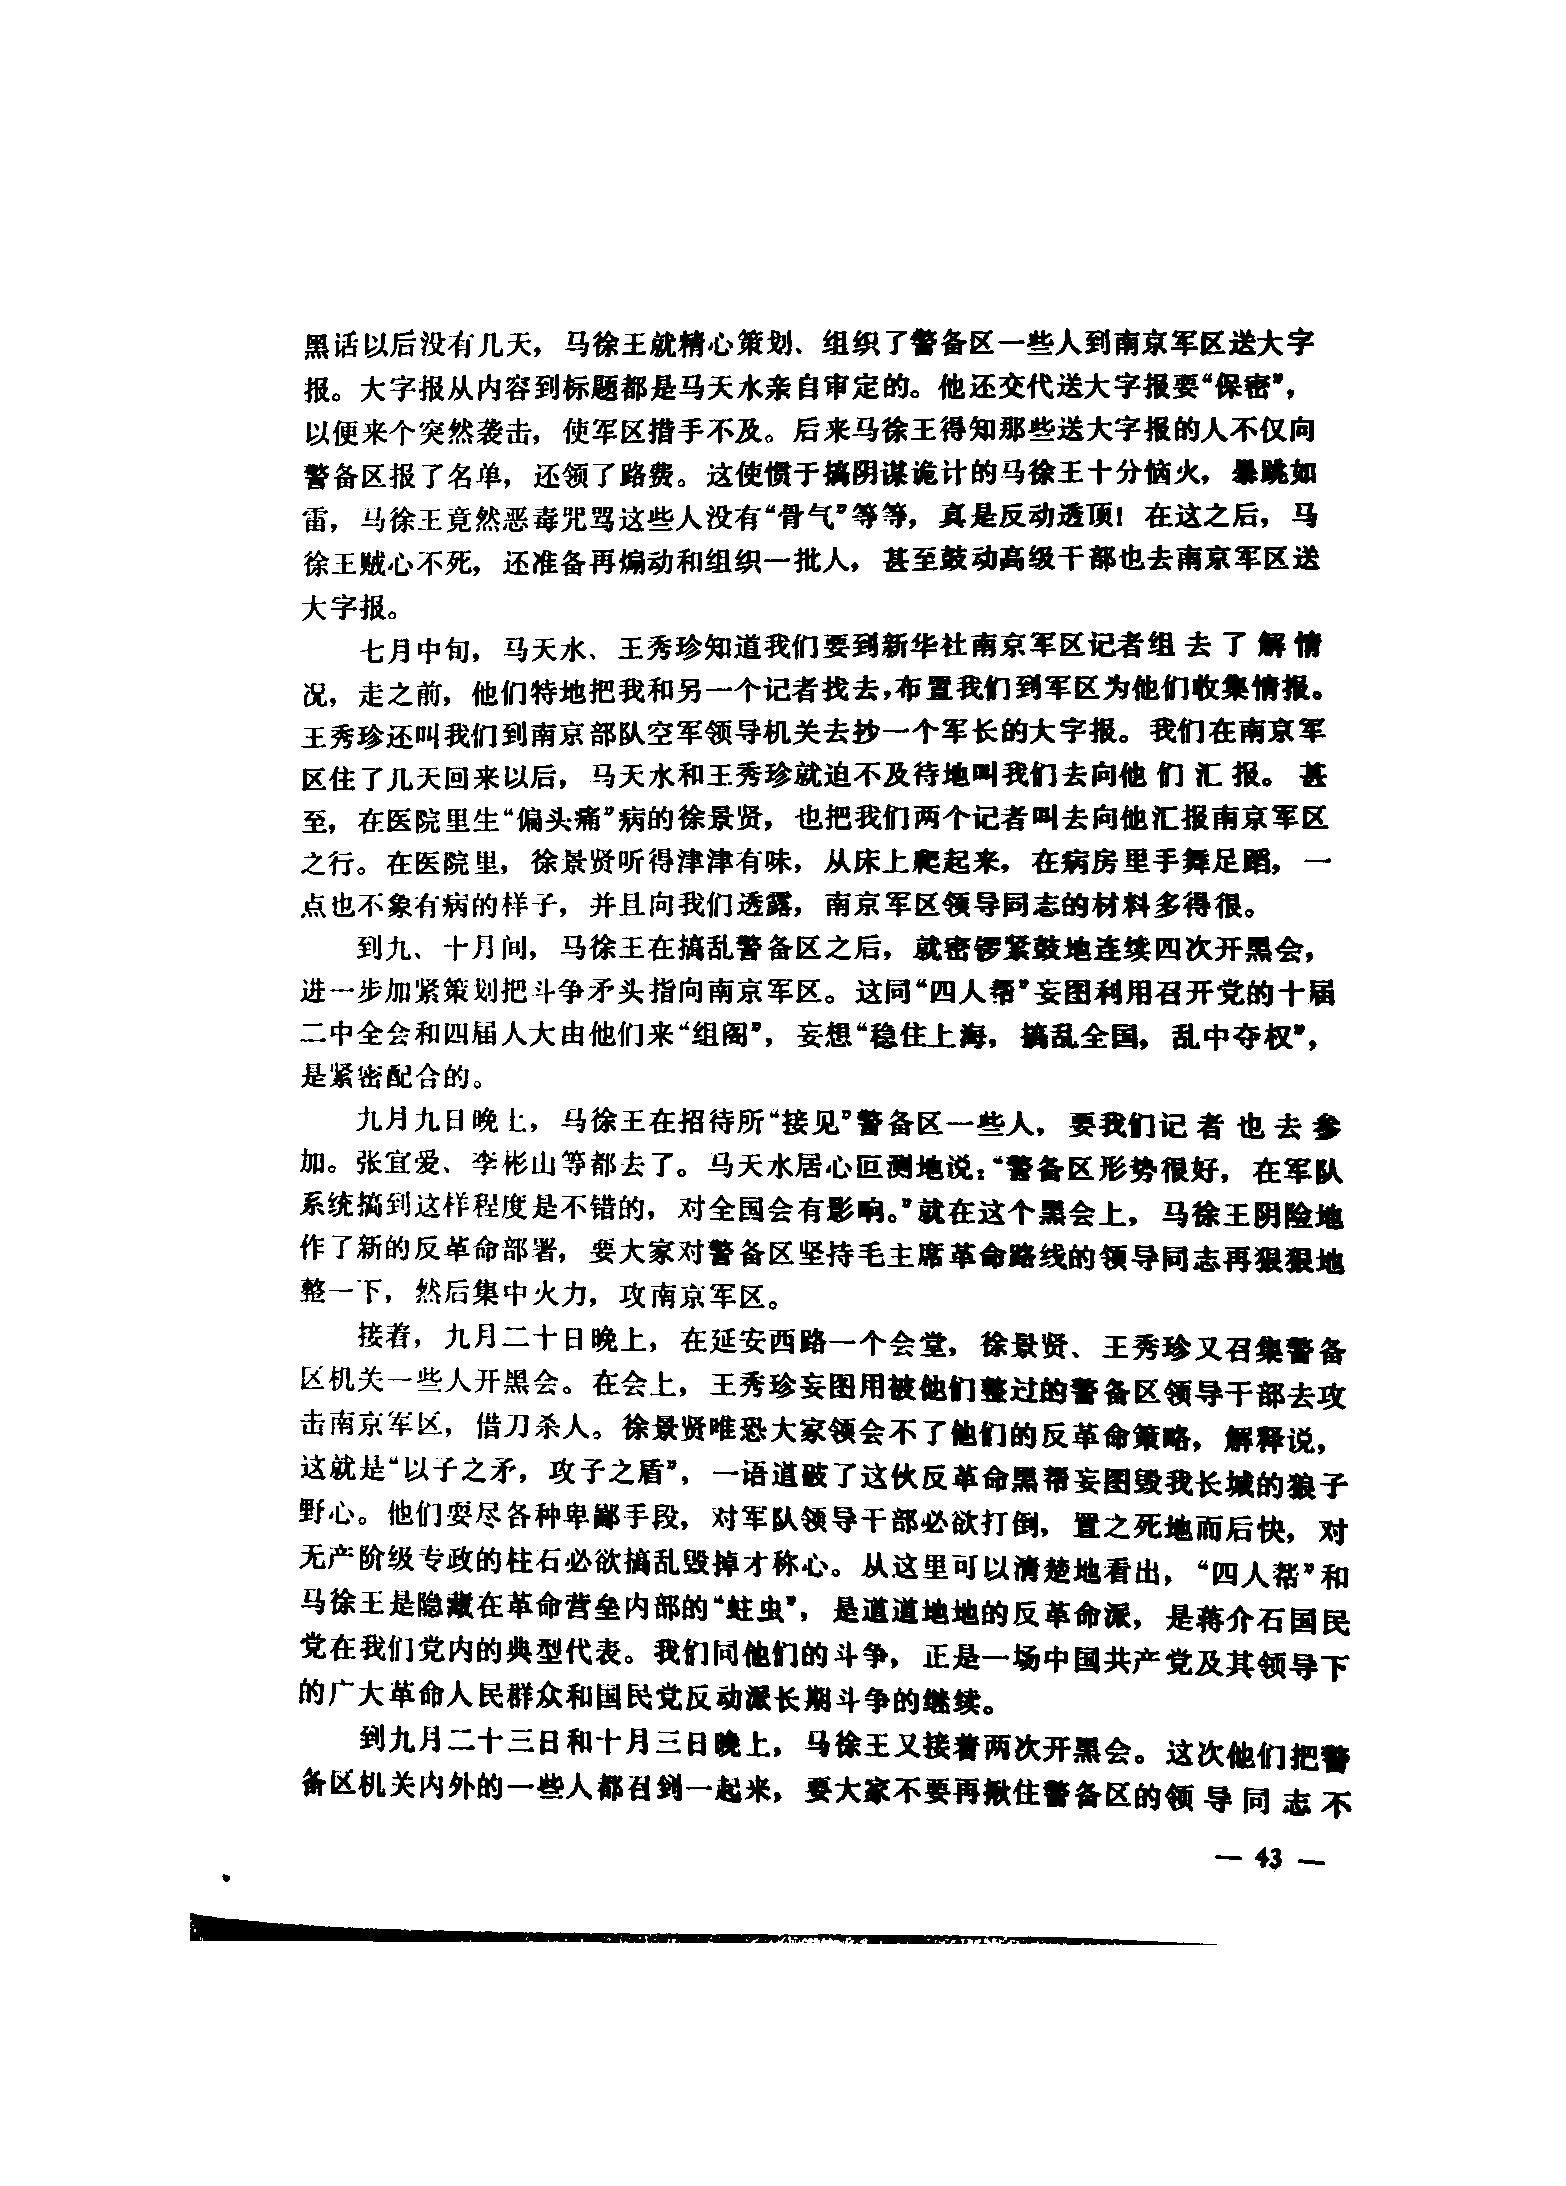 黑话以后没有几天，马徐王就精心策划、组织了警备区一些人到南京军区送大字
报。大字报从内容到标题都是马天水亲自审定的。他还交代送大字报要“保密”，
以便来个突然袭击，使军区措手不及。后来马徐王得知那些送大字报的人不仅向
警备区报了名单，还领了路费。这使惯于搞阴谋诡计的马徐王十分恼火，暴跳如
雷，马徐王竟然恶毒咒骂这些人没有“骨气”等等，真是反动透顶！在这之后，马
徐王贼心不死，还准备再煽动和组织一批人，甚至鼓动高级干部也去南京军区送
大字报。
七月中旬，马天水、王秀珍知道我们要到新华社南京军区记者组去了解情
况，走之前，他们特地把我和另一个记者找去，布置我们到军区为他们收集情报。
王秀珍还叫我们到南京部队空军领导机关去抄一个军长的大字报。我们在南京军
区住了几天回来以后，马天水和王秀珍就迫不及待地叫我们去向他们汇报。甚
至，在医院里生“偏头痛”病的徐景贤，也把我们两个记者叫去向他汇报南京军区
之行。在医院里，徐景贤听得津津有味，从床上爬起来，在病房里手舞足蹈，一
点也不象有病的样子，并且向我们透露，南京军区领导同志的材料多得很。
到九、十月间，马徐王在搞乱警备区之后，就密锣紧鼓地连续四次开黑会，
进一步加紧策划把斗争矛头指向南京军区。这同“四人帮”妄图利用召开党的十届
二中全会和四届人大由他们来“组阁”，妄想“稳住上海，搞乱全国，乱中夺权”，
是紧密配合的。
九月九日晚上，马徐王在招待所“接见”警备区一些人，要我们记者也去参
加。张宜爱、李彬山等都去了。马天水居心叵测地说：“警备区形势很好，在军队
系统搞到这样程度是不错的，对全国会有影响。”就在这个黑会上，马徐王阴险地
作了新的反革命部署，要大家对警备区坚持毛主席革命路线的领导同志再狠狠地
整一下，然后集中火力，攻南京军区。
接着，九月二十日晚上，在延安西路一个会堂，徐景贤、王秀珍又召集警备
区机关一些人开黑会。在会上，王秀珍妄图用被他们整过的警备区领导干部去攻
击南京军区，借刀杀人。徐景贤唯恐大家领会不了他们的反革命策略，解释说，
这就是“以子之矛，攻子之盾”，一语道破了这伙反革命黑帮妄图毁我长城的狼子
野心。他们耍尽各种卑鄙手段，对军队领导干部必欲打倒，置之死地而后快，对
无产阶级专政的柱石必欲搞乱毁掉才称心。从这里可以清楚地看出，“四人帮”和
马徐王是隐藏在革命营垒内部的“蛀虫”，是道道地地的反革命派，是蒋介石国民
党在我们党内的典型代表。我们同他们的斗争，正是一场中国共产党及其领导下
的广大革命人民群众和国民党反动派长期斗争的继续。
到九月二十三日和十月三日晚上，马徐王又接着两次开黑会。这次他们把警
备区机关内外的一些人都召到一起来，要大家不要再揪住警备区的领导同志不
— 43 —